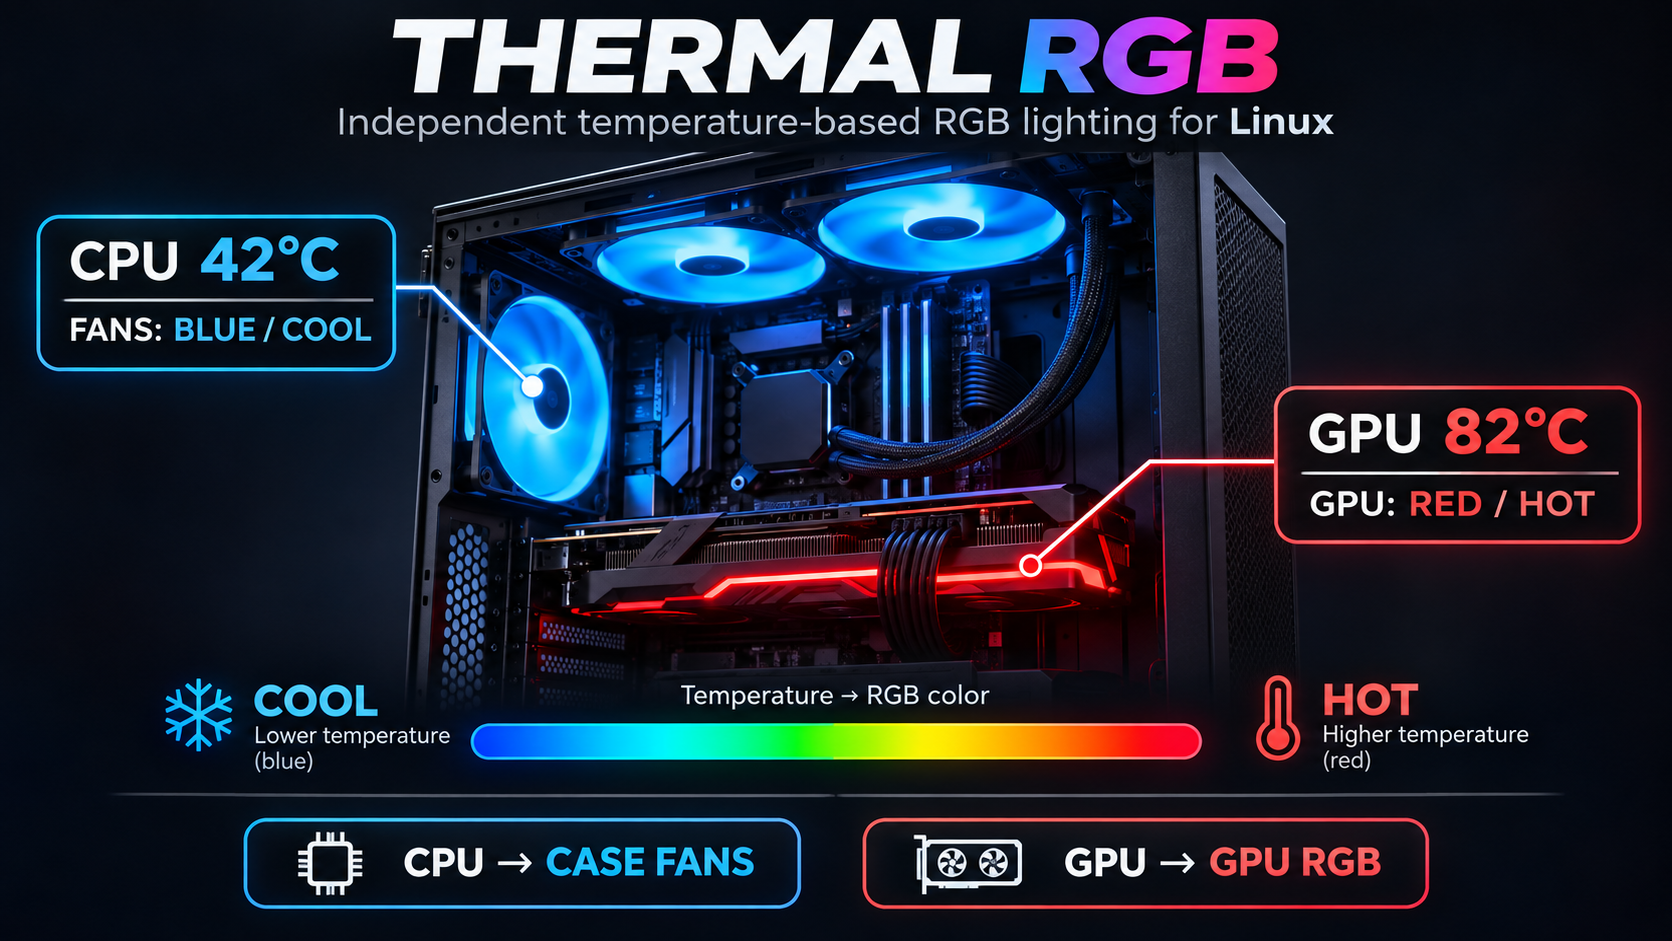 THERMAL RGB
Independent temperature-based RGB lighting for Linux
CPU 42°C
FANS: BLUE / COOL
GPU 82°C
GPU: RED / HOT
COOL
Lower temperature
(blue)
Temperature → RGB color
HOT
Higher temperature
(red)
CPU → CASE FANS
GPU → GPU RGB